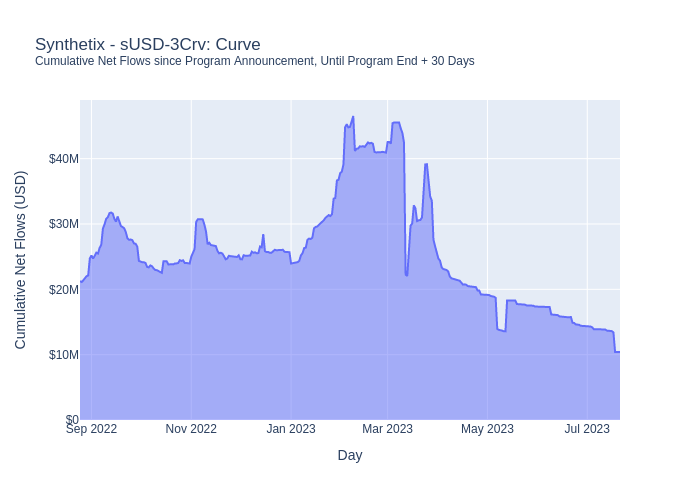 Synthetix - sUSD-3Crv: Curve
Cumulative Net Flows since Program Announcement, Until Program End + 30 Days
Cumulative Net Flows (USD)
$40M
$30M
$20M
$10M
$0
Sep 2022
Nov 2022
Jan 2023
Mar 2023
May 2023
Jul 2023
Day